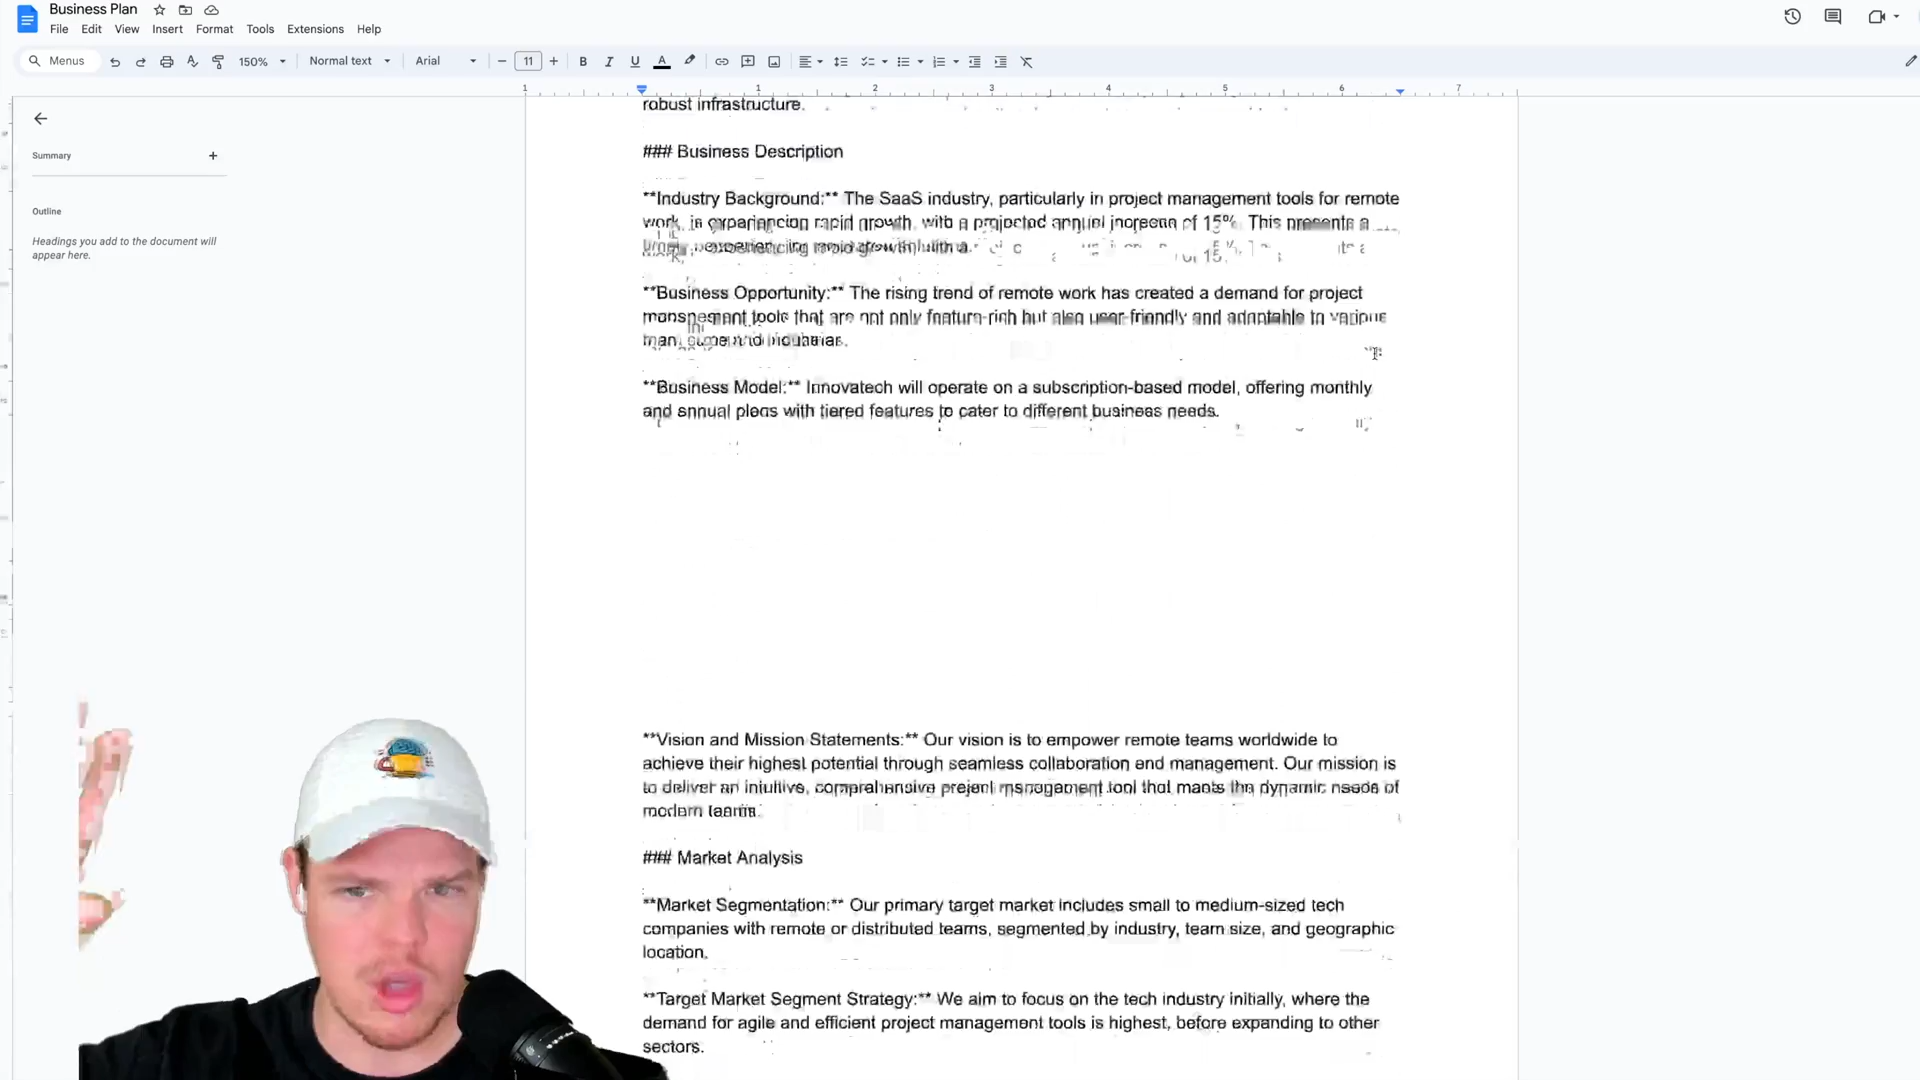 Business Plan
File Edit View Insert Format Tools Extensions Help
Menus 150% Normal text Arial 11
1 1 2 3 4 5 6 7
robust infrastructure.
Summary
Outline
Headings you add to the document will
appear here.
### Business Description
**Industry Background:** The SaaS industry, particularly in project management tools for remote
work, is experiencing rapid growth, with a projected annual increase of 15%. This presents a
**Business Opportunity:** The rising trend of remote work has created a demand for project
management tools that are not only feature-rich but also user-friendly and adaptable to various
**Business Model:** Innovatech will operate on a subscription-based model, offering monthly
and annual plans with tiered features to cater to different business needs.
**Vision and Mission Statements:** Our vision is to empower remote teams worldwide to
achieve their highest potential through seamless collaboration and management. Our mission is
to deliver an intuitive, comprehensive project management tool that meets the dynamic needs of
modern teams.
### Market Analysis
**Market Segmentation:** Our primary target market includes small to medium-sized tech
companies with remote or distributed teams, segmented by industry, team size, and geographic
location.
**Target Market Segment Strategy:** We aim to focus on the tech industry initially, where the
demand for agile and efficient project management tools is highest, before expanding to other
sectors.